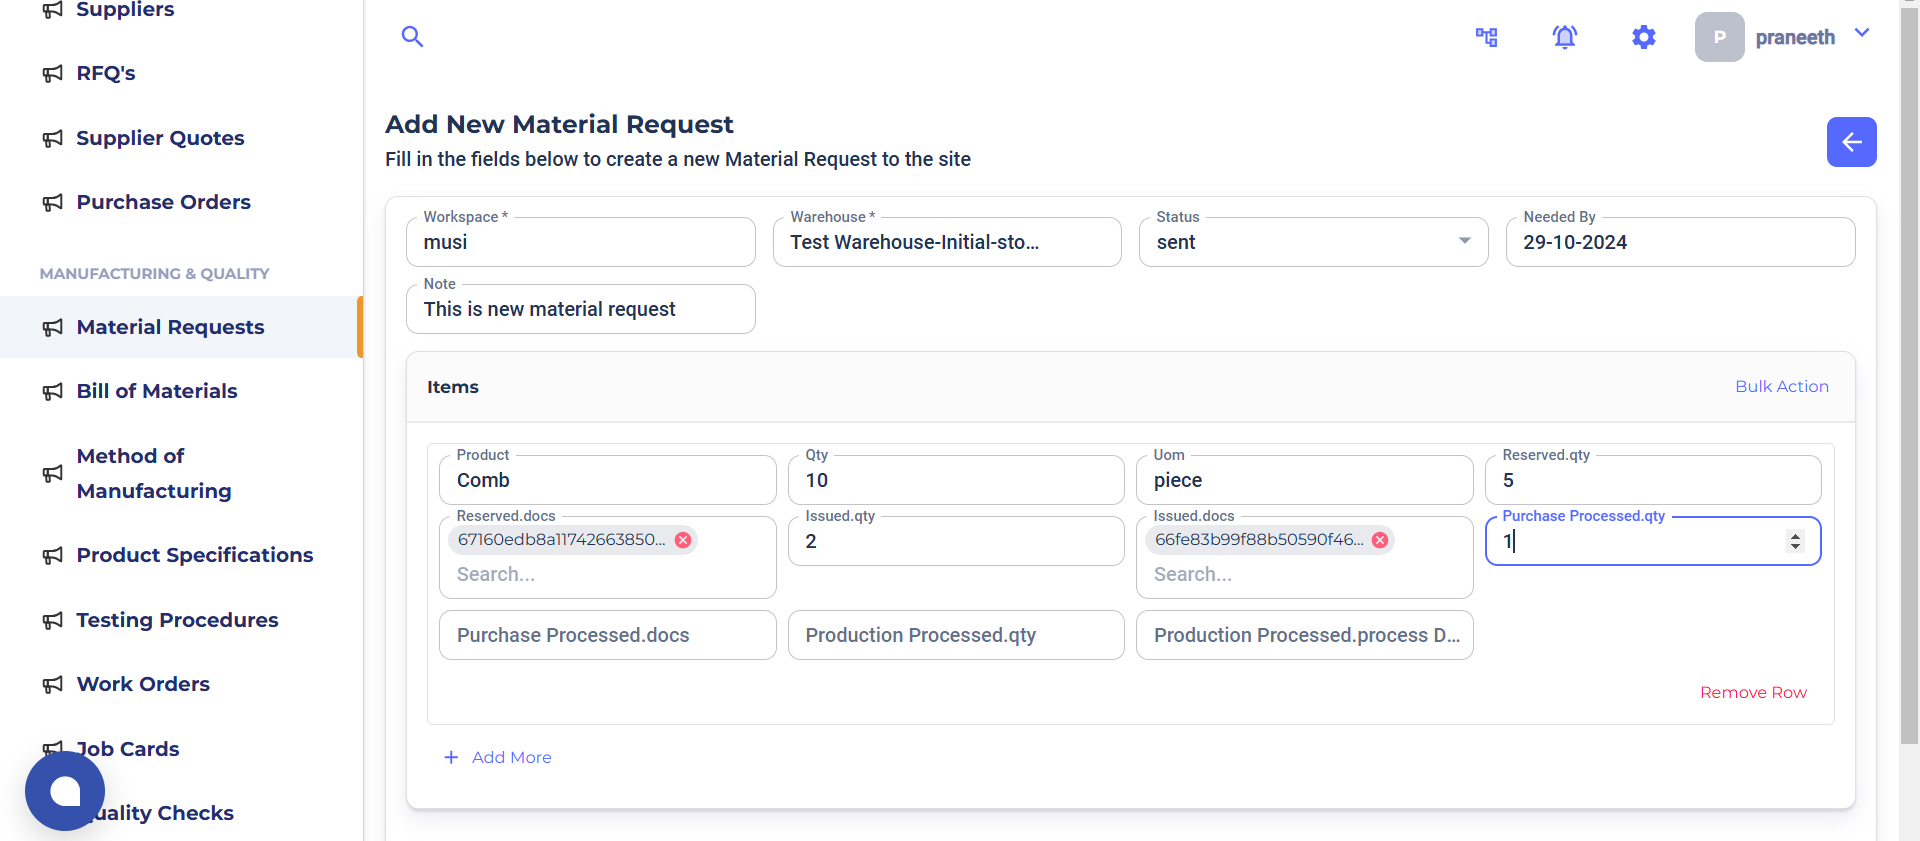 Suppliers
RFQ's
Supplier Quotes
Purchase Orders
MANUFACTURING & QUALITY
Material Requests
Bill of Materials
Method of
Manufacturing
Product Specifications
Testing Procedures
Work Orders
Job Cards
uality Checks
P praneeth
Add New Material Request
Fill in the fields below to create a new Material Request to the site
Workspace *
musi
Warehouse *
Test Warehouse-Initial-sto...
Status
sent
Needed By
29-10-2024
Note
This is new material request
Items
Bulk Action
Product
Comb
Qty
10
Uom
piece
Reserved.qty
5
Reserved.docs
67160edb8a11742663850...
Search...
Issued.qty
2
Issued.docs
66fe83b99f88b50590f46...
Search...
Purchase Processed.qty
1
Purchase Processed.docs
Production Processed.qty
Production Processed.process D...
Remove Row
+ Add More